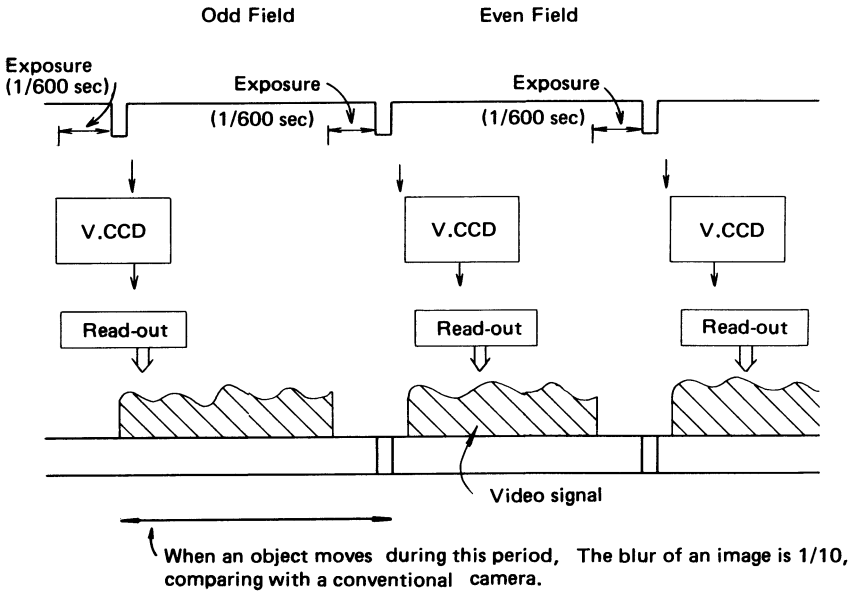 Odd Field
Even Field
Exposure
(1/600 sec)
Exposure
(1/600 sec)
Exposure
(1/600 sec)
V.CCD
V.CCD
V.CCD
Read-out
Read-out
Read-out
Video signal
When an object moves during this period, The blur of an image is 1/10,
comparing with a conventional camera.